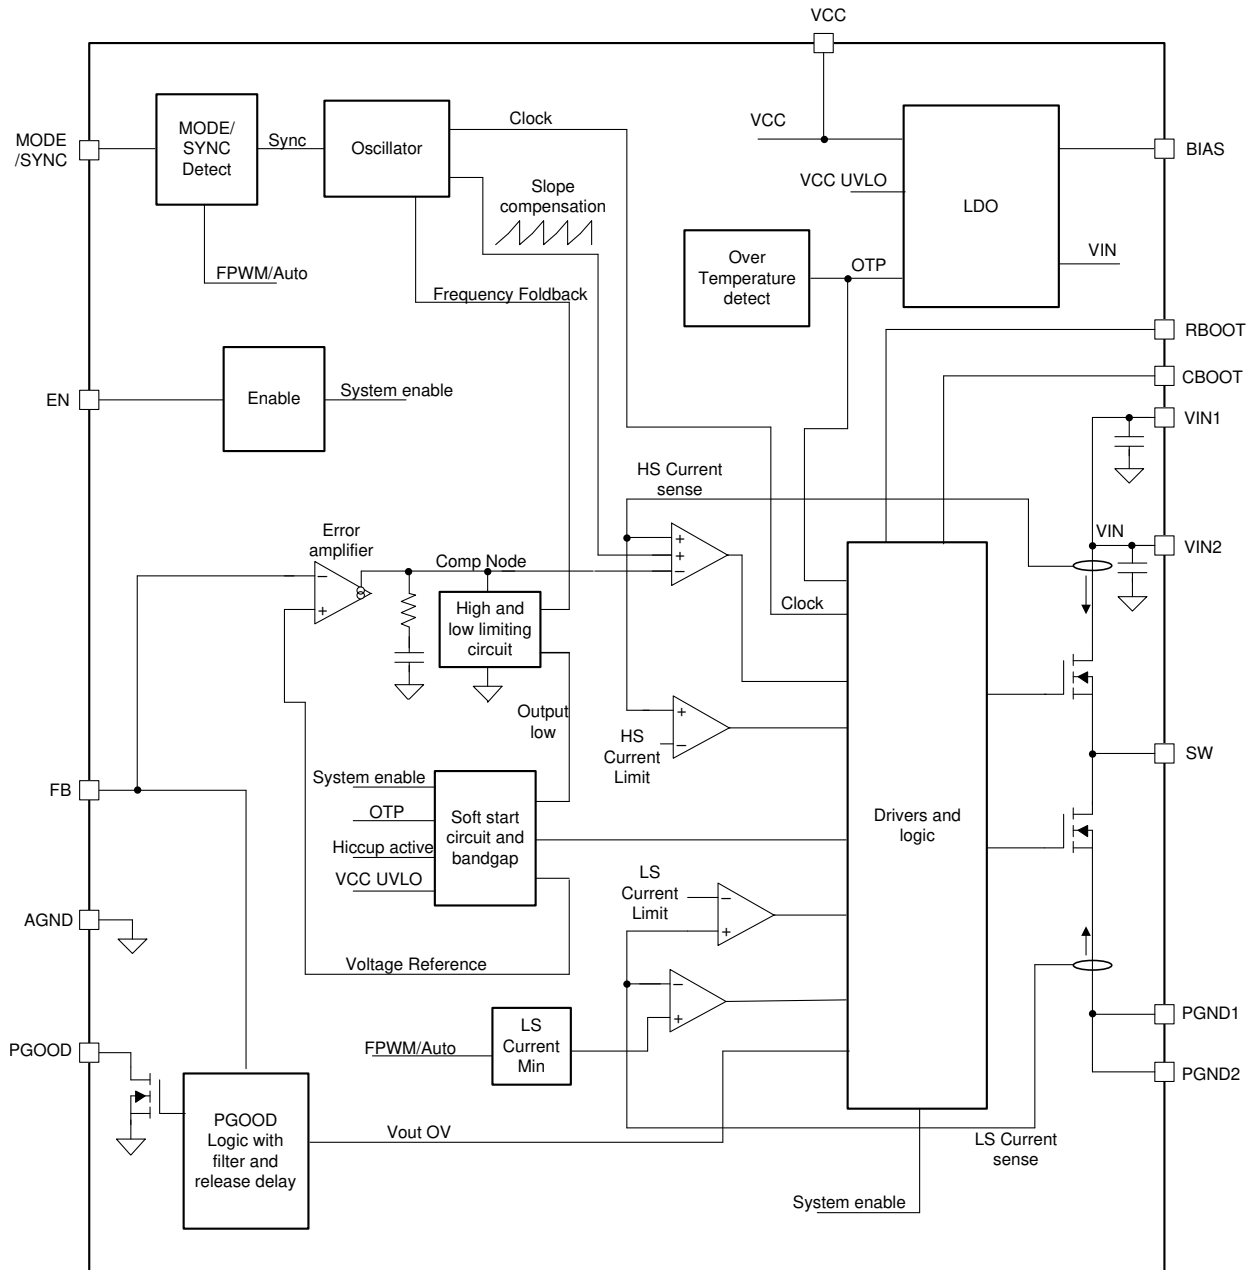 VCC
MODE
/SYNC
MODE/
SYNC
Detect
Sync
Oscillator
Clock
VCC
VCC UVLO
LDO
BIAS
VIN
Slope
compensation
FPWM/Auto
Frequency Foldback
Over
Temperature
detect
OTP
RBOOT
CBOOT
EN
Enable
System enable
VIN1
HS Current
sense
VIN
VIN2
Error
amplifier
−
+
Comp Node
+
+
−
High and
low limiting
circuit
Clock
Output
low
+
−
HS
Current
Limit
SW
FB
System enable
OTP
Hiccup active
VCC UVLO
Soft start
circuit and
bandgap
Drivers and
logic
LS
Current
Limit
−
+
AGND
Voltage Reference
−
+
LS
Current
Min
FPWM/Auto
PGND1
PGND2
PGOOD
PGOOD
Logic with
filter and
release delay
Vout OV
LS Current
sense
System enable